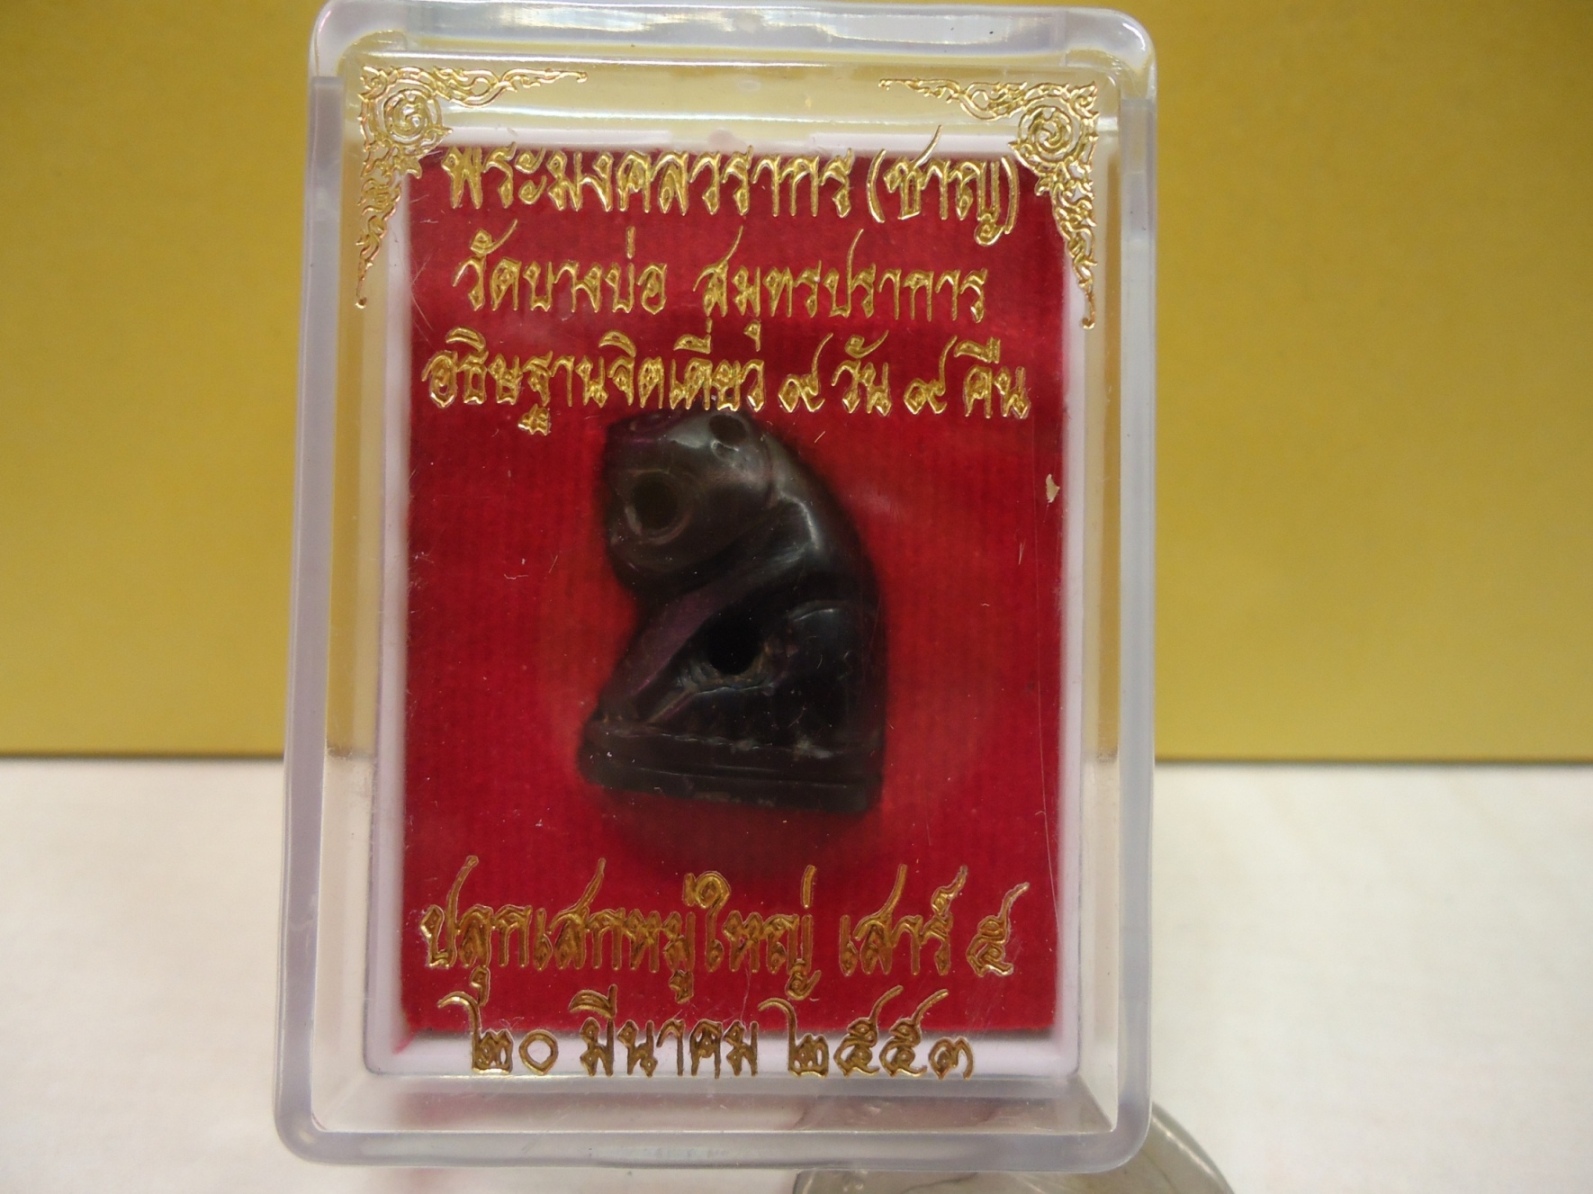 พระมงคลวรากร (ชาญ)
วัดบางบ่อ สมุทรปราการ
อธิษฐานจิตเดี่ยว ๙ วัน ๙ คืน
ปลุกเสกหมู่ใหญ่ เสาร์ ๕
๒๐ มีนาคม ๒๕๕๓